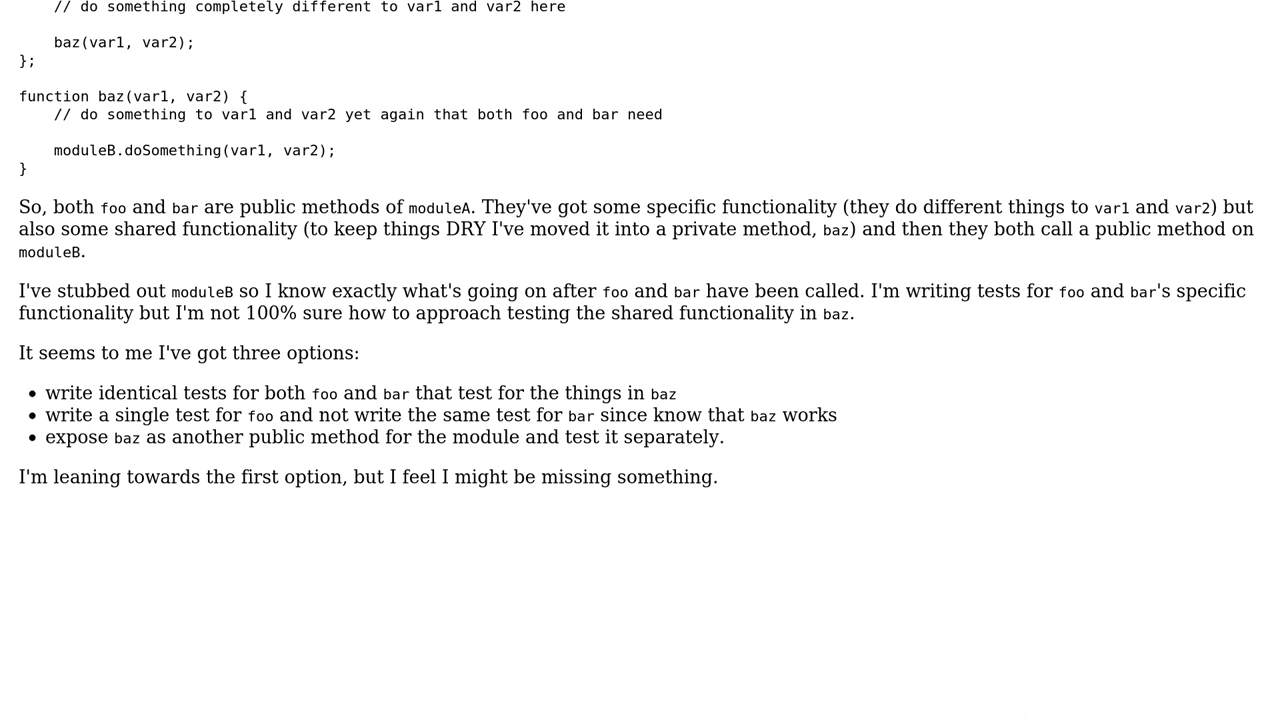 // do something completely different to var1 and var2 here
baz(var1, var2);
};
function baz(var1, var2) {
// do something to var1 and var2 yet again that both foo and bar need
moduleB.doSomething(var1, var2);
}
So, both foo and bar are public methods of moduleA. They've got some specific functionality (they do different things to var1 and var2) but
also some shared functionality (to keep things DRY I've moved it into a private method, baz) and then they both call a public method on
moduleB.
I've stubbed out moduleB so I know exactly what's going on after foo and bar have been called. I'm writing tests for foo and bar's specific
functionality but I'm not 100% sure how to approach testing the shared functionality in baz.
It seems to me I've got three options:
• write identical tests for both foo and bar that test for the things in baz
• write a single test for foo and not write the same test for bar since know that baz works
• expose baz as another public method for the module and test it separately.
I'm leaning towards the first option, but I feel I might be missing something.